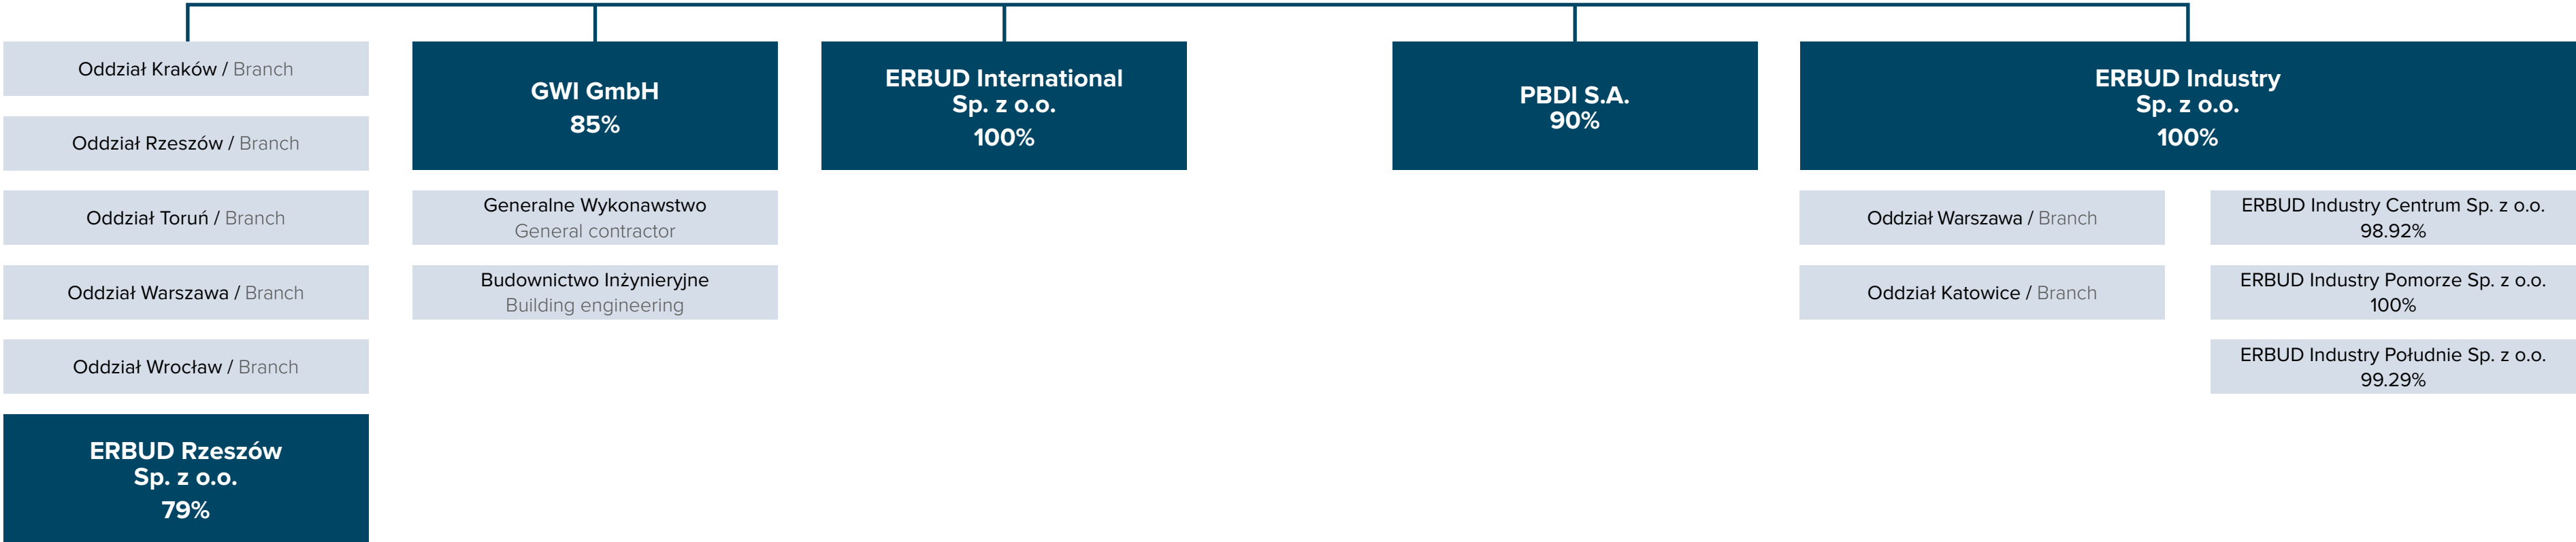 Oddział Kraków / Branch
Oddział Rzeszów / Branch
Oddział Toruń / Branch
Oddział Warszawa / Branch
Oddział Wrocław / Branch
ERBUD Rzeszów
Sp. z o.o.
79%
GWI GmbH
85%
Generalne Wykonawstwo
General contractor
Budownictwo Inżynieryjne
Building engineering
ERBUD International
Sp. z o.o.
100%
PBDI S.A.
90%
ERBUD Industry
Sp. z o.o.
100%
Oddział Warszawa / Branch
Oddział Katowice / Branch
ERBUD Industry Centrum Sp. z o.o.
98.92%
ERBUD Industry Pomorze Sp. z o.o.
100%
ERBUD Industry Południe Sp. z o.o.
99.29%